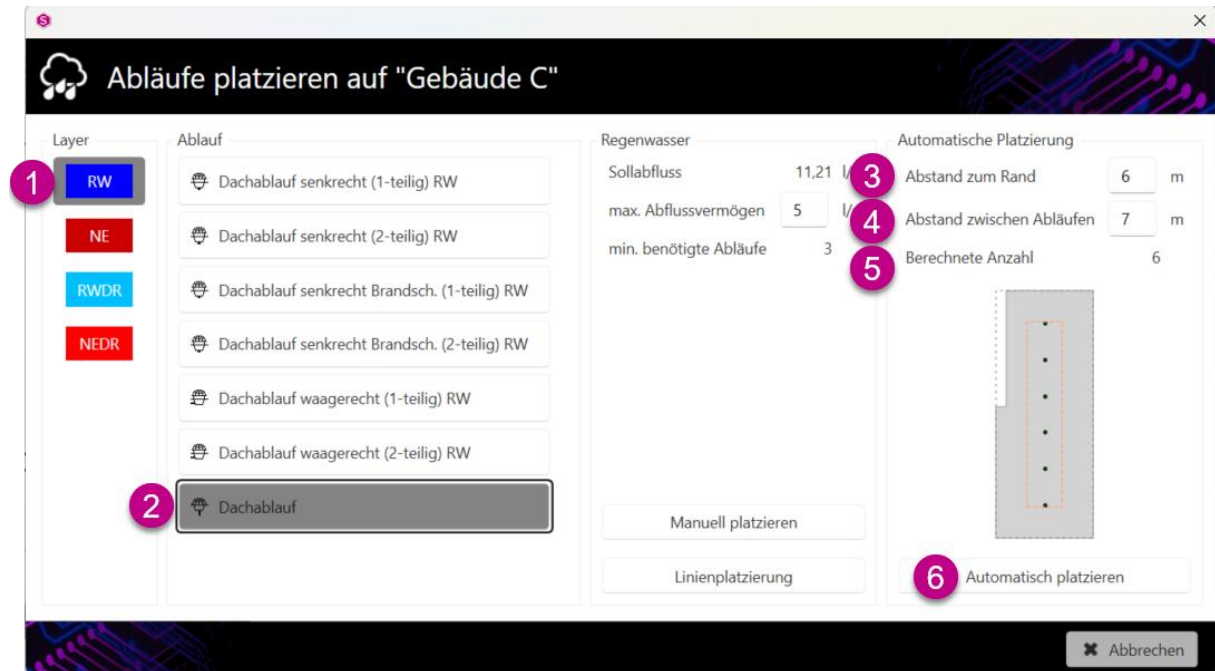 S
Abläufe platzieren auf "Gebäude C"
Layer
1
RW
NE
RWDR
NEDR
Ablauf
Dachablauf senkrecht (1-teilig) RW
Dachablauf senkrecht (2-teilig) RW
Dachablauf senkrecht Brandsch. (1-teilig) RW
Dachablauf senkrecht Brandsch. (2-teilig) RW
Dachablauf waagerecht (1-teilig) RW
Dachablauf waagerecht (2-teilig) RW
2
Dachablauf
Regenwasser
Sollabfluss 11,21 l/
max. Abflussvermögen 5 l/
min. benötigte Abläufe 3
Manuell platzieren
Linienplatzierung
Automatische Platzierung
3 Abstand zum Rand 6 m
4 Abstand zwischen Abläufen 7 m
5 Berechnete Anzahl 6
6 Automatisch platzieren
Abbrechen